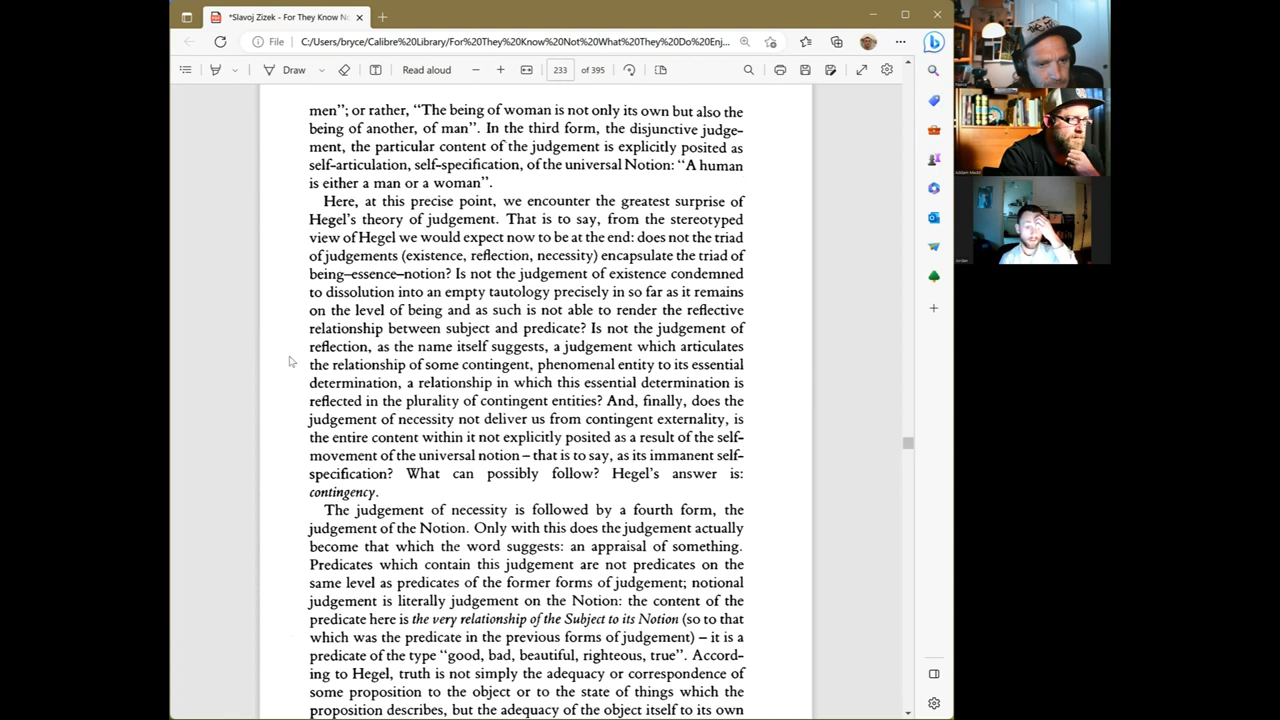 *Slavoj Zizek - For They Know No
File
C:/Users/bryce/Calibre%20Library/For%20They%20Know%20Not%20What%20They%20Do%20Enj...
Draw
Read aloud
233
of 395
men”; or rather, “The being of woman is not only its own but also the
being of another, of man”. In the third form, the disjunctive judge-
ment, the particular content of the judgement is explicitly posited as
self-articulation, self-specification, of the universal Notion: “A human
is either a man or a woman”.
Here, at this precise point, we encounter the greatest surprise of
Hegel’s theory of judgement. That is to say, from the stereotyped
view of Hegel we would expect now to be at the end: does not the triad
of judgements (existence, reflection, necessity) encapsulate the triad of
being–essence–notion? Is not the judgement of existence condemned
to dissolution into an empty tautology precisely in so far as it remains
on the level of being and as such is not able to render the reflective
relationship between subject and predicate? Is not the judgement of
reflection, as the name itself suggests, a judgement which articulates
the relationship of some contingent, phenomenal entity to its essential
determination, a relationship in which this essential determination is
reflected in the plurality of contingent entities? And, finally, does the
judgement of necessity not deliver us from contingent externality, is
the entire content within it not explicitly posited as a result of the self-
movement of the universal notion – that is to say, as its immanent self-
specification? What can possibly follow? Hegel’s answer is:
contingency.
The judgement of necessity is followed by a fourth form, the
judgement of the Notion. Only with this does the judgement actually
become that which the word suggests: an appraisal of something.
Predicates which contain this judgement are not predicates on the
same level as predicates of the former forms of judgement; notional
judgement is literally judgement on the Notion: the content of the
predicate here is the very relationship of the Subject to its Notion (so to that
which was the predicate in the previous forms of judgement) – it is a
predicate of the type “good, bad, beautiful, righteous, true”. Accord-
ing to Hegel, truth is not simply the adequacy or correspondence of
some proposition to the object or to the state of things which the
proposition describes, but the adequacy of the object itself to its own